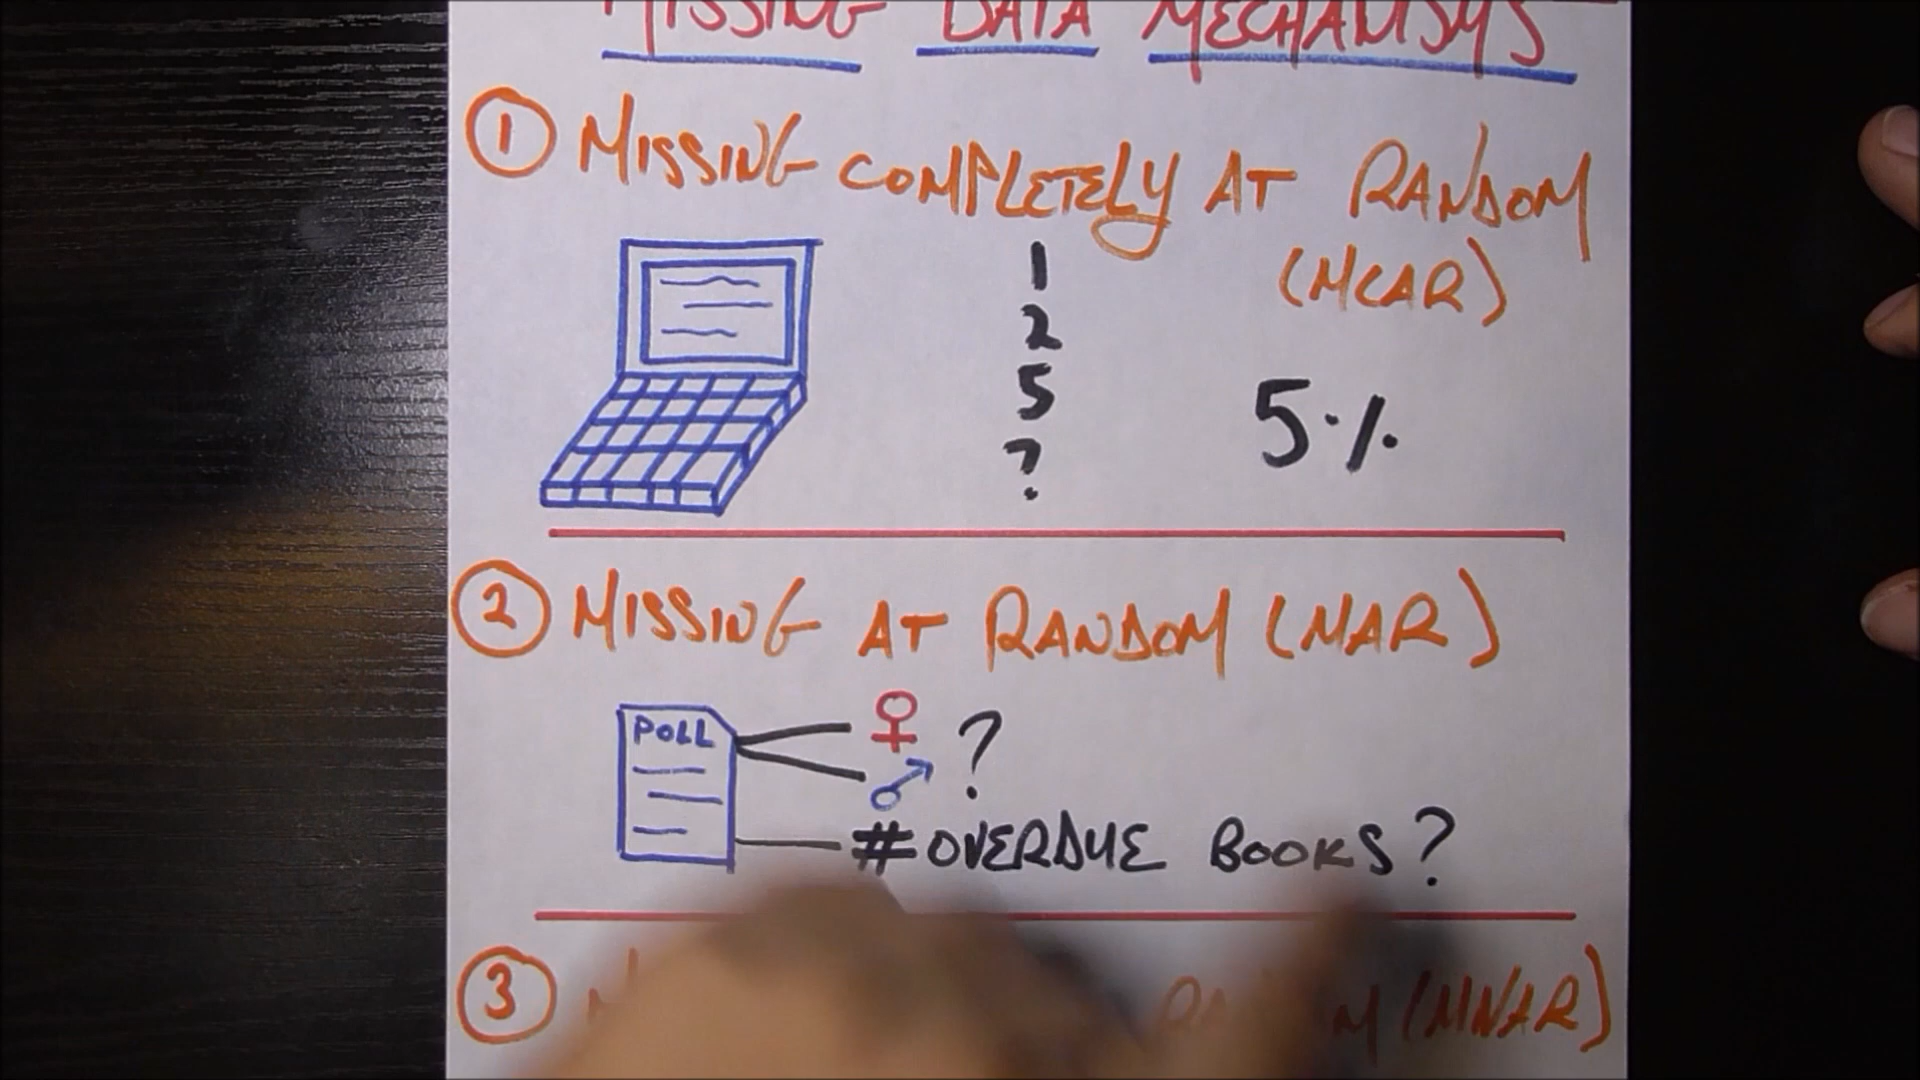 MISSING DATA MECHANISMS
1 MISSING COMPLETELY AT RANDOM
(MCAR)
1
2
5
?
5%
2 MISSING AT RANDOM (MAR)
POLL
♀
♂ ?
# OVERDUE BOOKS?
3 (MNAR)